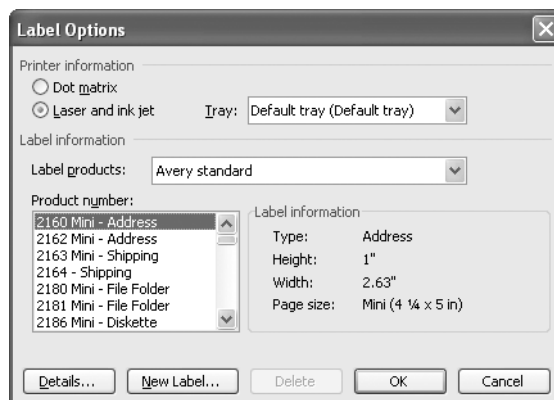 Label Options
Printer information
Dot matrix
Laser and ink jet Tray: Default tray (Default tray)
Label information
Label products: Avery standard
Product number:
2160 Mini - Address
2162 Mini - Address
2163 Mini - Shipping
2164 - Shipping
2180 Mini - File Folder
2181 Mini - File Folder
2186 Mini - Diskette
Label information
Type: Address
Height: 1"
Width: 2.63"
Page size: Mini (4 ¼ x 5 in)
Details... New Label... Delete OK Cancel